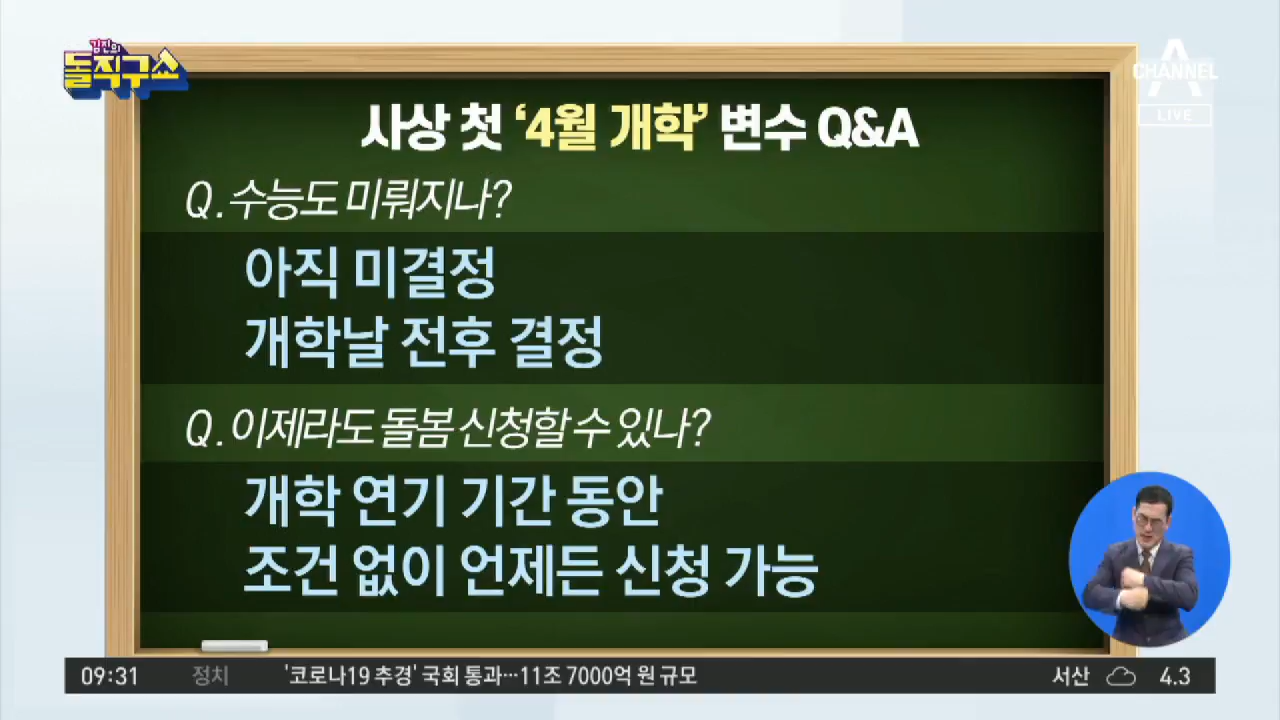 김진의
돌직구쇼
CHANNEL A
LIVE
사상 첫 ‘4월 개학’ 변수 Q&A
Q. 수능도 미뤄지나?
아직 미결정
개학날 전후 결정
Q. 이제라도 돌봄 신청할 수 있나?
개학 연기 기간 동안
조건 없이 언제든 신청 가능
09:31 정치 '코로나19 추경' 국회 통과…11조 7000억 원 규모 서산 4.3